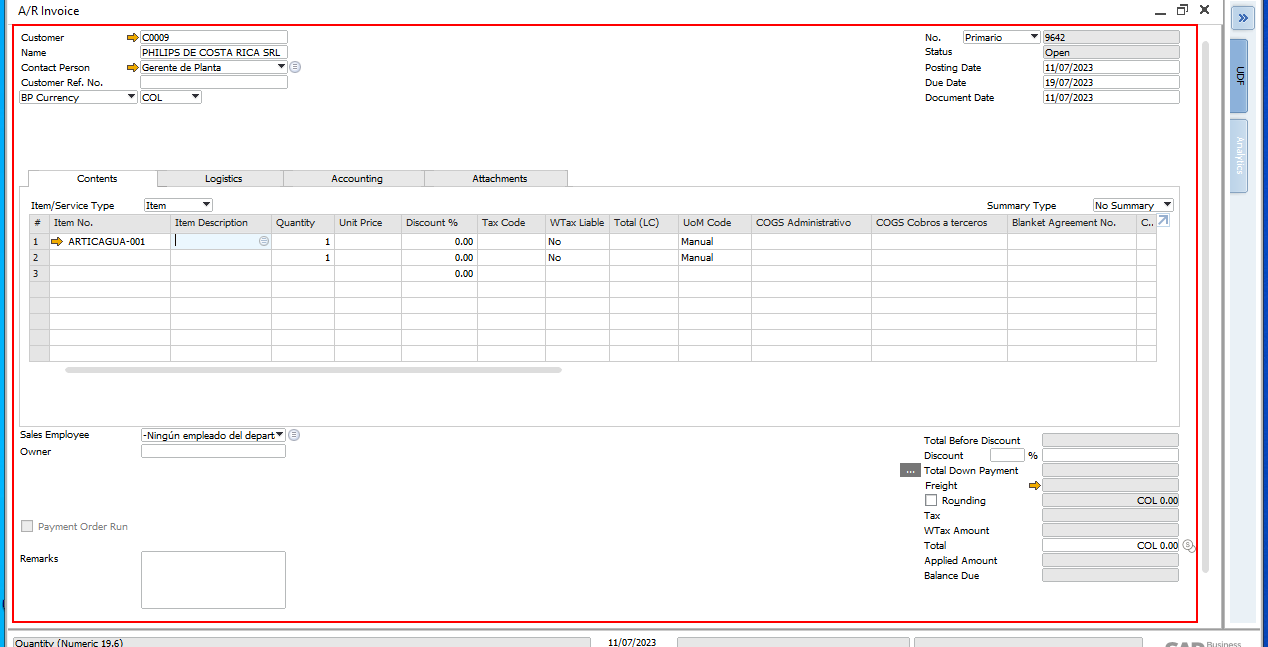 A/R Invoice
Customer C0009 No. Primario 9642
Name PHILIPS DE COSTA RICA SRL Status Open
Contact Person Gerente de Planta Posting Date 11/07/2023
Customer Ref. No. Due Date 19/07/2023
BP Currency COL Document Date 11/07/2023
UDF
Analytics
Contents Logistics Accounting Attachments
Item/Service Type Item Summary Type No Summary
# Item No. Item Description Quantity Unit Price Discount % Tax Code WTax Liable Total (LC) UoM Code COGS Administrativo COGS Cobros a terceros Blanket Agreement No. C..
1 ARTICAGUA-001 1 0.00 No Manual
2 1 0.00 No Manual
3 0.00
Sales Employee -Ningún empleado del depart
Owner
Total Before Discount
Discount %
... Total Down Payment
Freight
Rounding COL 0.00
Tax
Payment Order Run
WTax Amount
Total COL 0.00
Remarks
Applied Amount
Balance Due
Quantity (Numeric 19.6) 11/07/2023 SAP Business